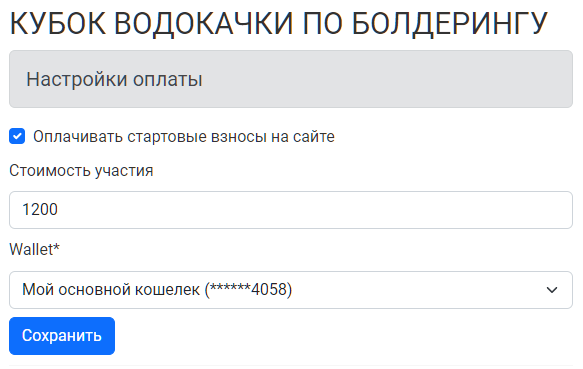 КУБОК ВОДОКАЧКИ ПО БОЛДЕРИНГУ
Настройки оплаты
Оплачивать стартовые взносы на сайте
Стоимость участия
1200
Wallet*
Мой основной кошелек (******4058)
Сохранить